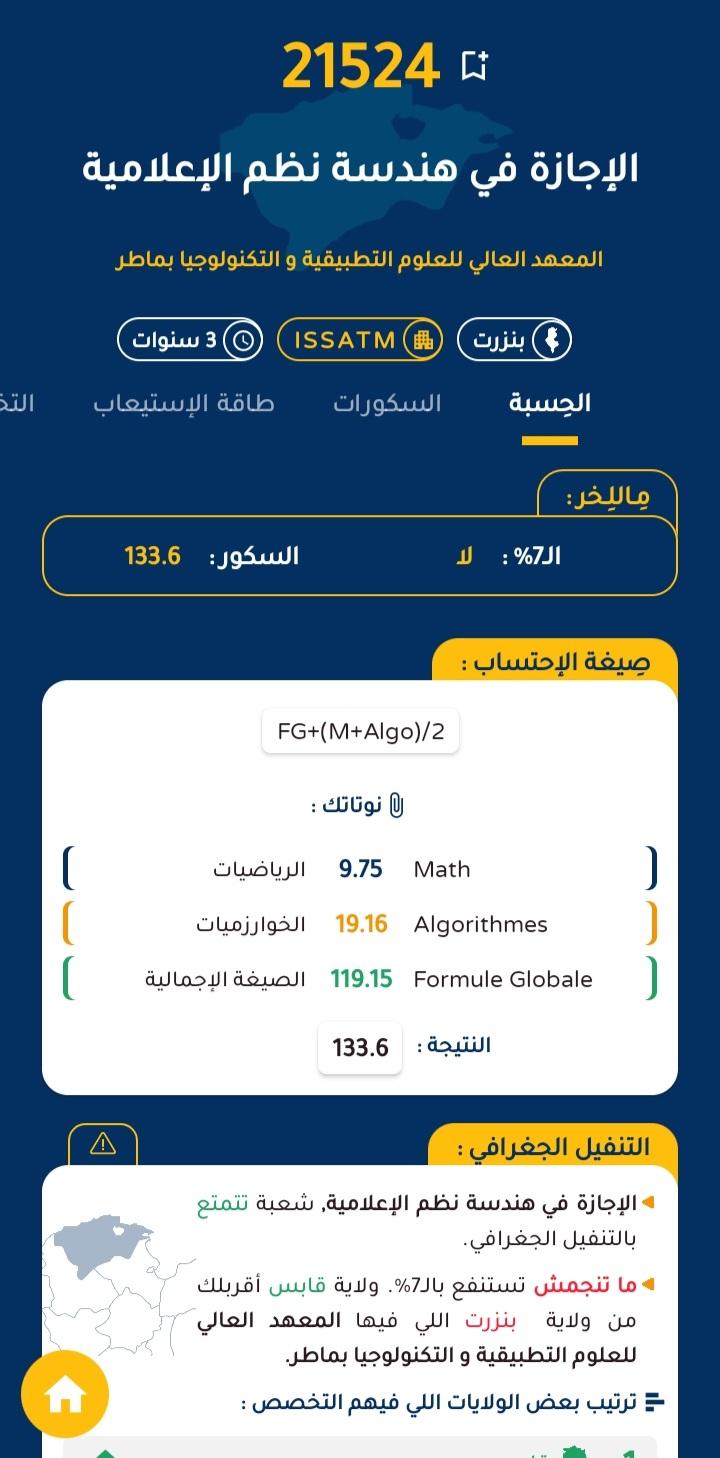 21524
الإجازة في هندسة نظم الإعلامية
المعهد العالي للعلوم التطبيقية و التكنولوجيا بماطر
بنزرت ISSATM 3 سنوات
الحِسبة السكورات طاقة الإستيعاب التخ
مِاللِخر :
الـ7% : لا السكور : 133.6
صِيغة الإحتساب :
FG+(M+Algo)/2
نوتاتك :
Math 9.75 الرياضيات
Algorithmes 19.16 الخوارزميات
Formule Globale 119.15 الصيغة الإجمالية
النتيجة : 133.6
التنفيل الجغرافي :
الإجازة في هندسة نظم الإعلامية, شعبة تتمتع
بالتنفيل الجغرافي.
ما تنجمش تستنفع بالـ7%. ولاية قابس أقربلك
من ولاية بنزرت اللي فيها المعهد العالي
للعلوم التطبيقية و التكنولوجيا بماطر.
ترتيب بعض الولايات اللي فيهم التخصص :